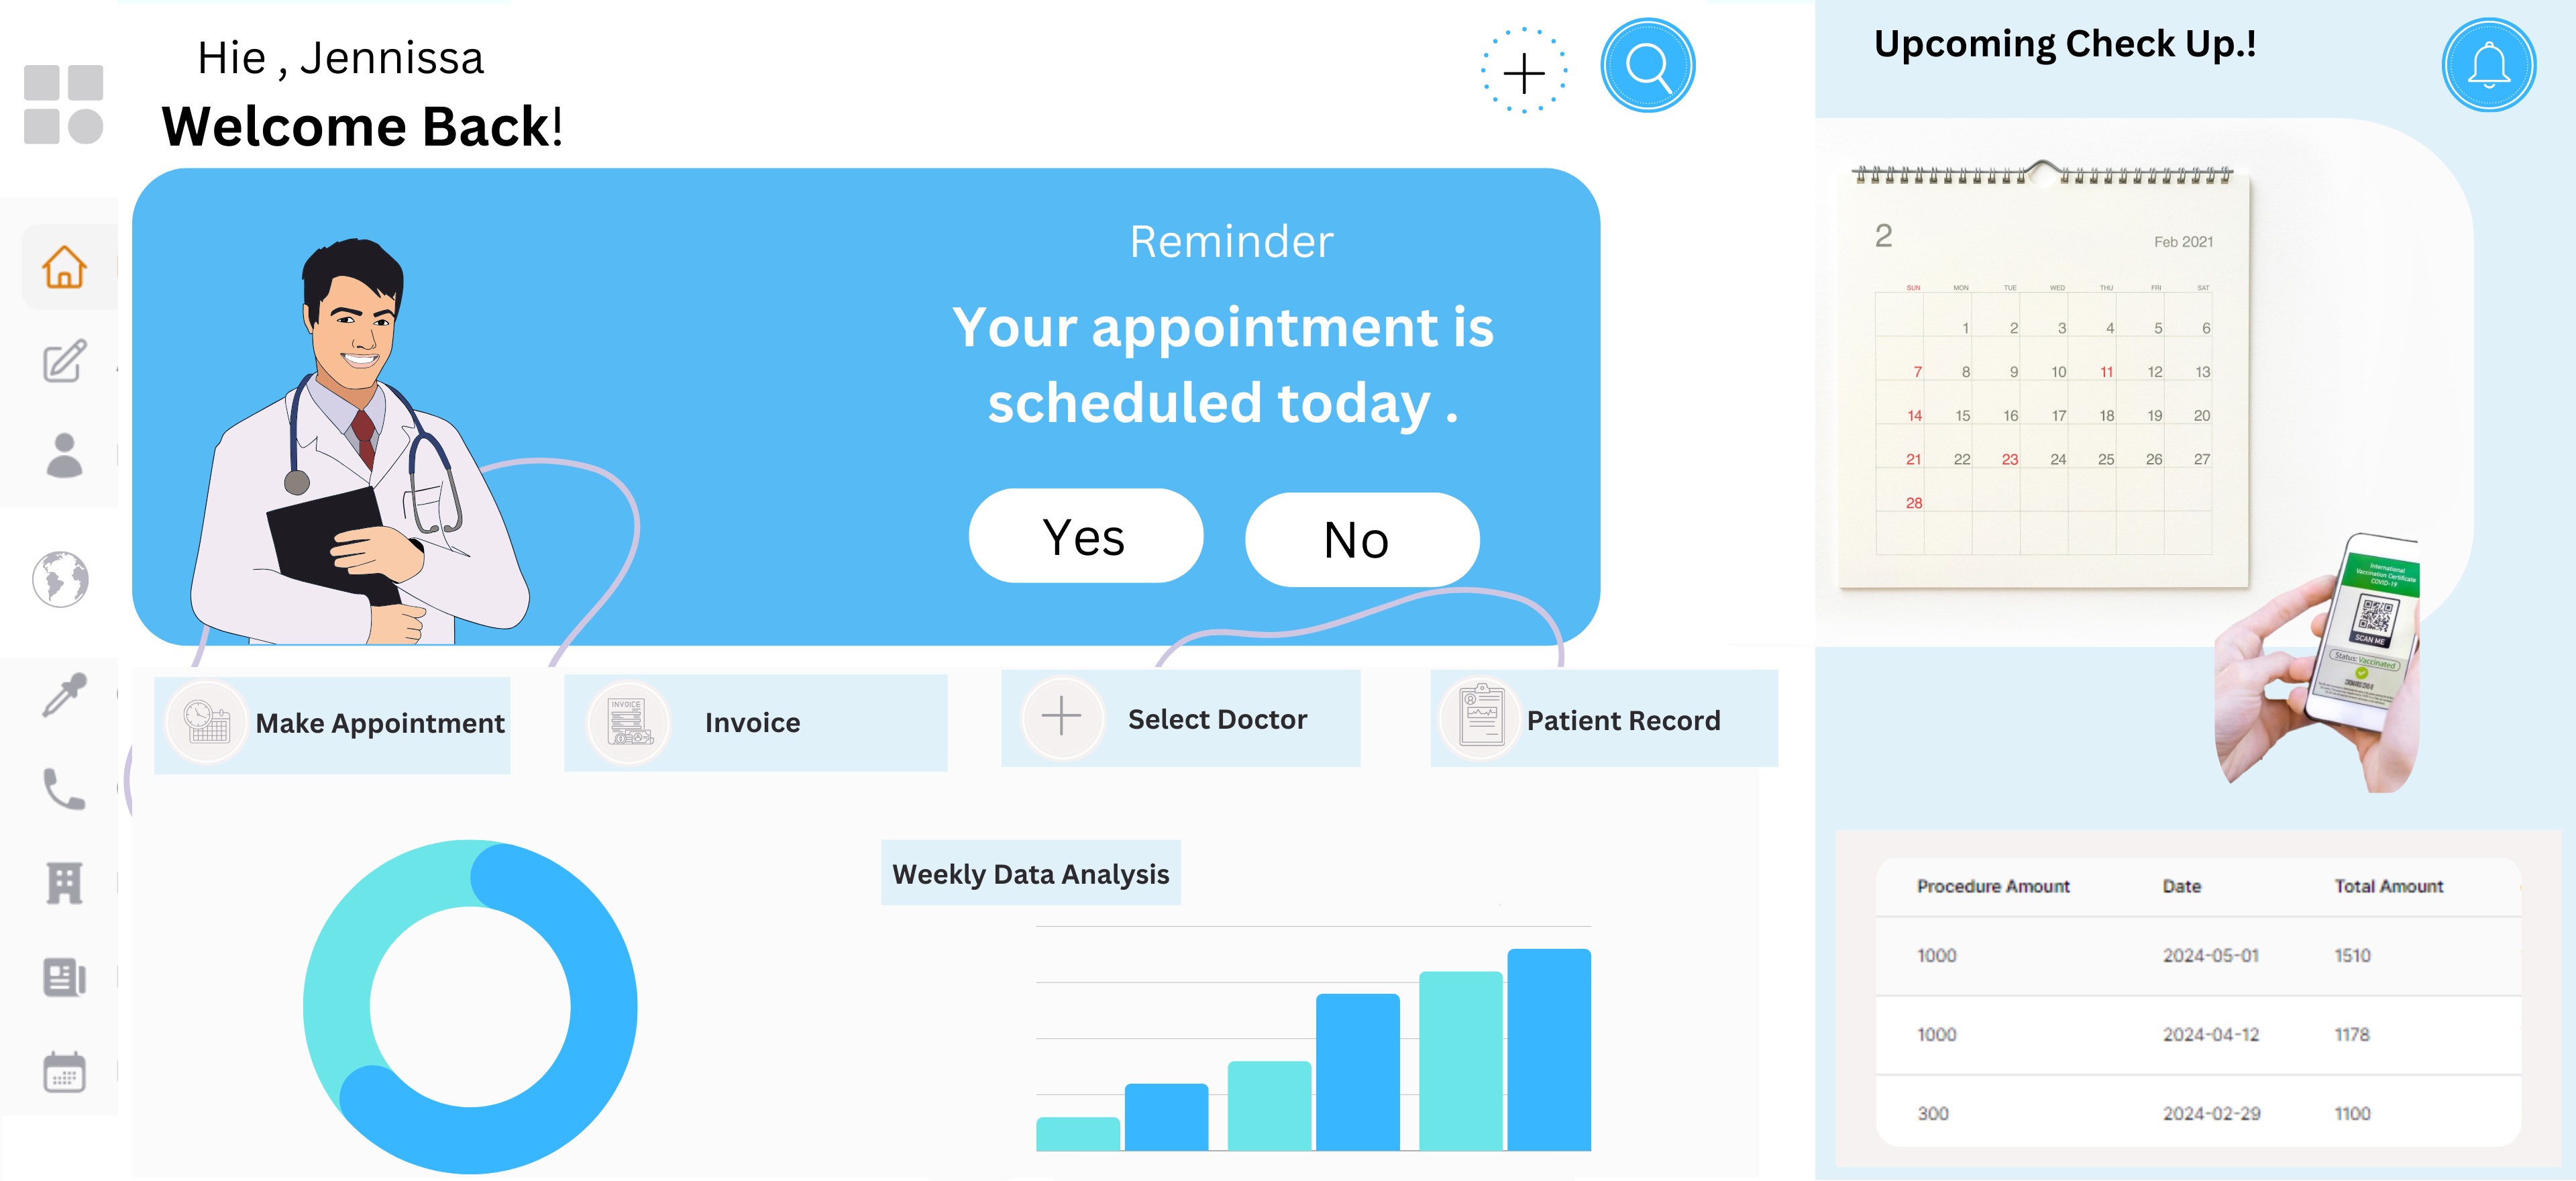 Hie , Jennissa
Welcome Back!
Reminder
Your appointment is
scheduled today .
Yes
No
Make Appointment
INVOICE
Invoice
Select Doctor
Patient Record
Weekly Data Analysis
Upcoming Check Up.!
2
Feb 2021
SUN MON TUE WED THU FRI SAT
1 2 3 4 5 6
7 8 9 10 11 12 13
14 15 16 17 18 19 20
21 22 23 24 25 26 27
28
International
Vaccination Certificate
COVID-19
SCAN ME
Status: Vaccinated
Procedure Amount Date Total Amount
1000 2024-05-01 1510
1000 2024-04-12 1178
300 2024-02-29 1100